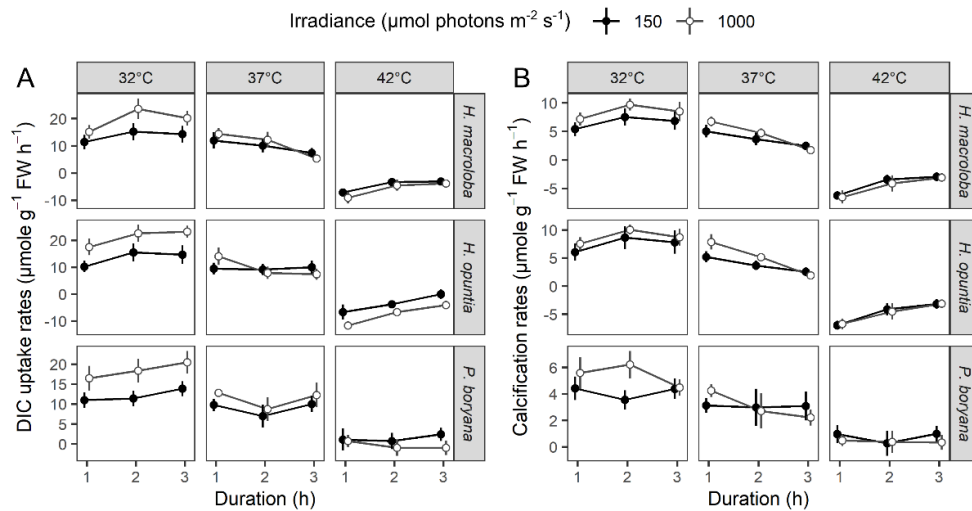 Irradiance (µmol photons m⁻² s⁻¹) 150 1000
A
32°C 37°C 42°C
DIC uptake rates (µmole g⁻¹ FW h⁻¹)
20
10
0
-10
H. macroloba
20
10
0
-10
H. opuntia
20
15
10
5
0
P. boryana
1 2 3 1 2 3 1 2 3
Duration (h)
B
32°C 37°C 42°C
Calcification rates (µmole g⁻¹ FW h⁻¹)
10
5
0
-5
H. macroloba
10
5
0
-5
H. opuntia
6
4
2
0
P. boryana
1 2 3 1 2 3 1 2 3
Duration (h)